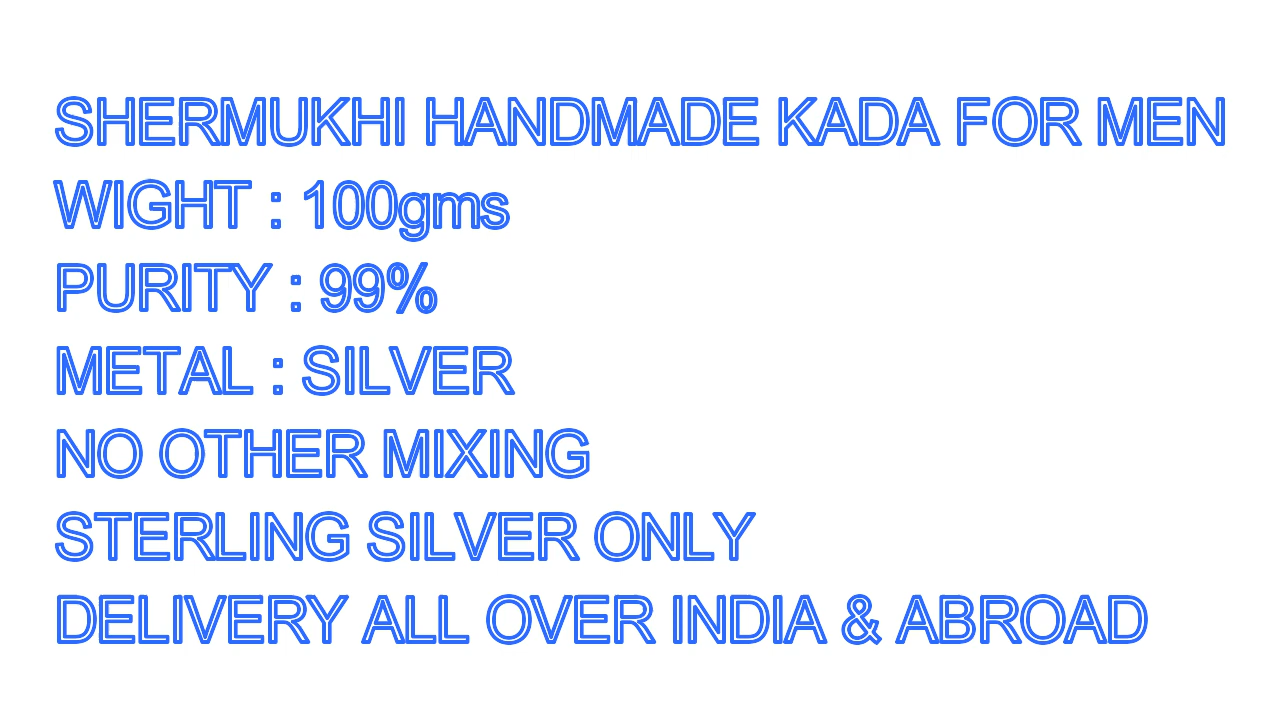 SHERMUKHI HANDMADE KADA FOR MEN
WIGHT : 100gms
PURITY : 99%
METAL : SILVER
NO OTHER MIXING
STERLING SILVER ONLY
DELIVERY ALL OVER INDIA & ABROAD